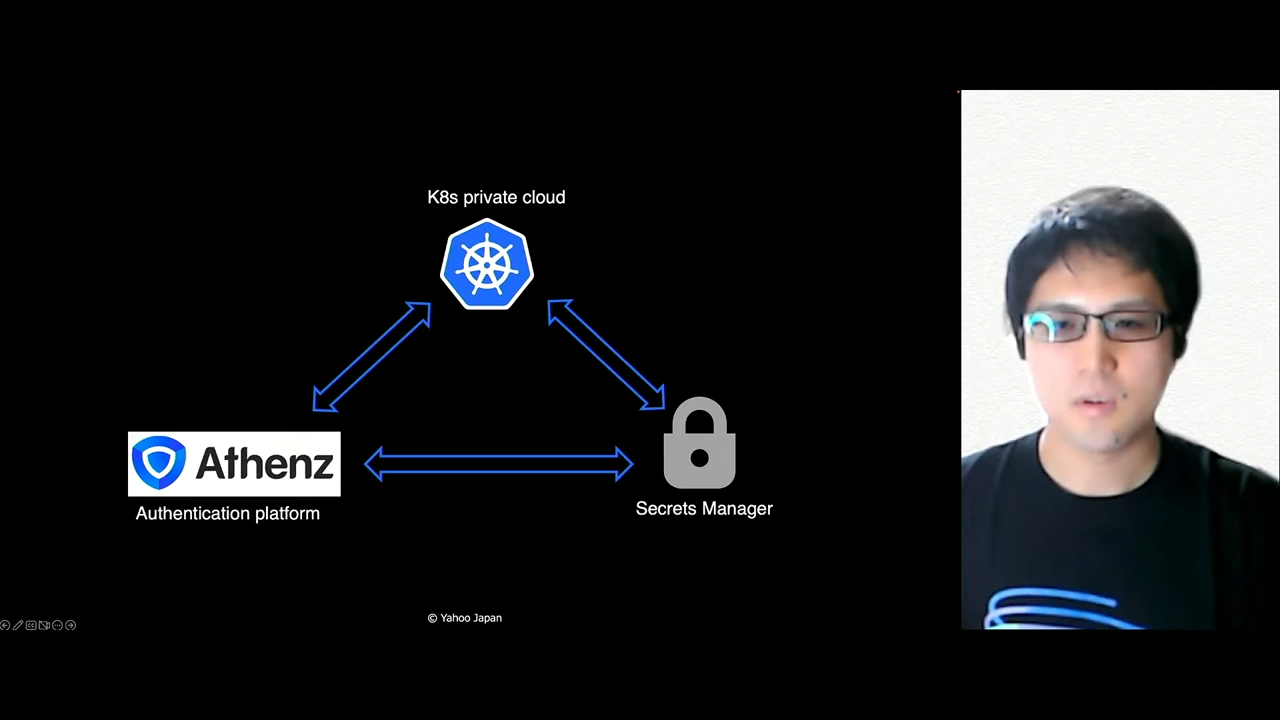 K8s private cloud
Athenz
Authentication platform
Secrets Manager
© Yahoo Japan